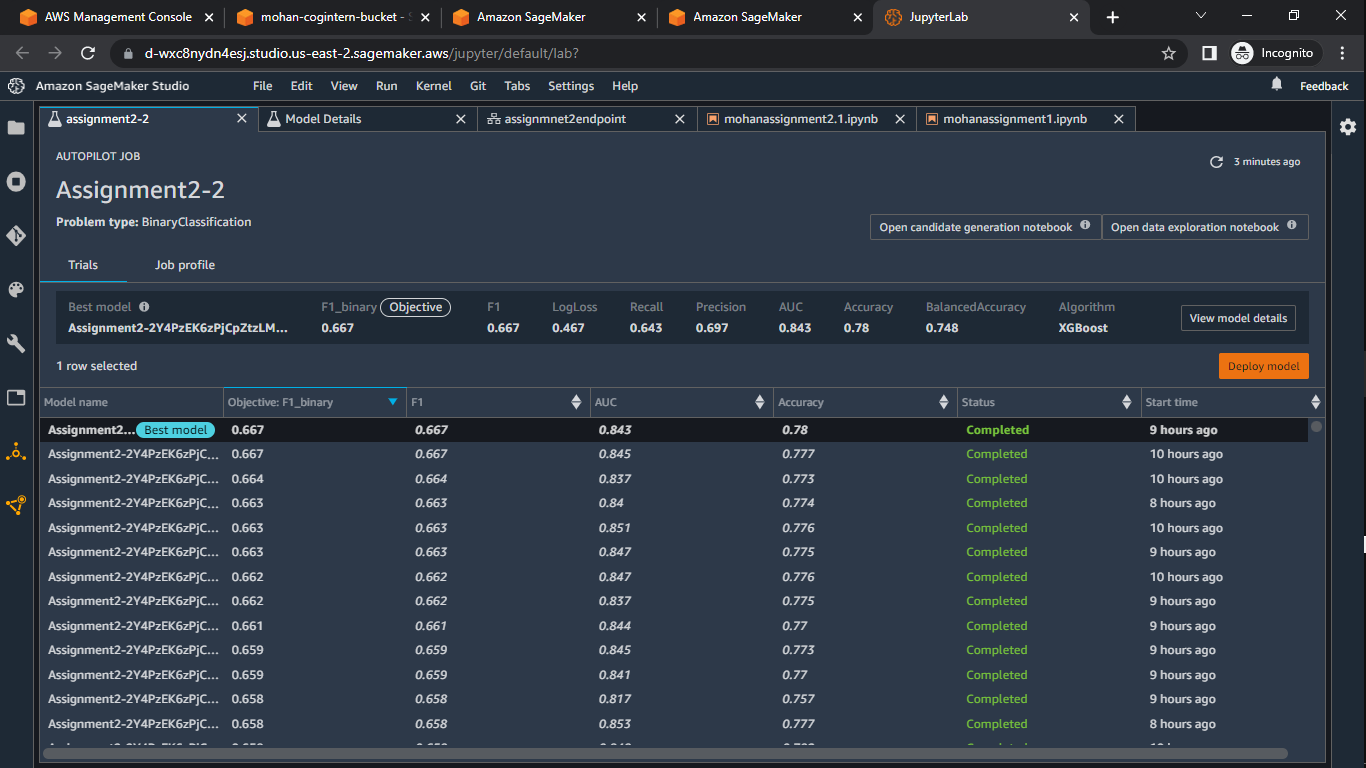 AWS Management Console
mohan-cogintern-bucket - S
Amazon SageMaker
Amazon SageMaker
JupyterLab
d-wxc8nydn4esj.studio.us-east-2.sagemaker.aws/jupyter/default/lab?
Incognito
Amazon SageMaker Studio File Edit View Run Kernel Git Tabs Settings Help Feedback
assignment2-2 Model Details assignmnet2endpoint mohanassignment2.1.ipynb mohanassignment1.ipynb
AUTOPILOT JOB
3 minutes ago
Assignment2-2
Problem type: BinaryClassification
Open candidate generation notebook Open data exploration notebook
Trials Job profile
Best model F1_binary Objective F1 LogLoss Recall Precision AUC Accuracy BalancedAccuracy Algorithm
Assignment2-2Y4PzEK6zPjCpZtzLM... 0.667 0.667 0.467 0.643 0.697 0.843 0.78 0.748 XGBoost
View model details
1 row selected
Deploy model
Model name Objective: F1_binary F1 AUC Accuracy Status Start time
Assignment2... Best model 0.667 0.667 0.843 0.78 Completed 9 hours ago
Assignment2-2Y4PzEK6zPjC... 0.667 0.667 0.845 0.777 Completed 10 hours ago
Assignment2-2Y4PzEK6zPjC... 0.664 0.664 0.837 0.773 Completed 10 hours ago
Assignment2-2Y4PzEK6zPjC... 0.663 0.663 0.84 0.774 Completed 8 hours ago
Assignment2-2Y4PzEK6zPjC... 0.663 0.663 0.851 0.776 Completed 10 hours ago
Assignment2-2Y4PzEK6zPjC... 0.663 0.663 0.847 0.775 Completed 9 hours ago
Assignment2-2Y4PzEK6zPjC... 0.662 0.662 0.847 0.776 Completed 10 hours ago
Assignment2-2Y4PzEK6zPjC... 0.662 0.662 0.837 0.775 Completed 9 hours ago
Assignment2-2Y4PzEK6zPjC... 0.661 0.661 0.844 0.77 Completed 9 hours ago
Assignment2-2Y4PzEK6zPjC... 0.659 0.659 0.845 0.773 Completed 9 hours ago
Assignment2-2Y4PzEK6zPjC... 0.659 0.659 0.841 0.77 Completed 9 hours ago
Assignment2-2Y4PzEK6zPjC... 0.658 0.658 0.817 0.757 Completed 9 hours ago
Assignment2-2Y4PzEK6zPjC... 0.658 0.658 0.853 0.777 Completed 8 hours ago